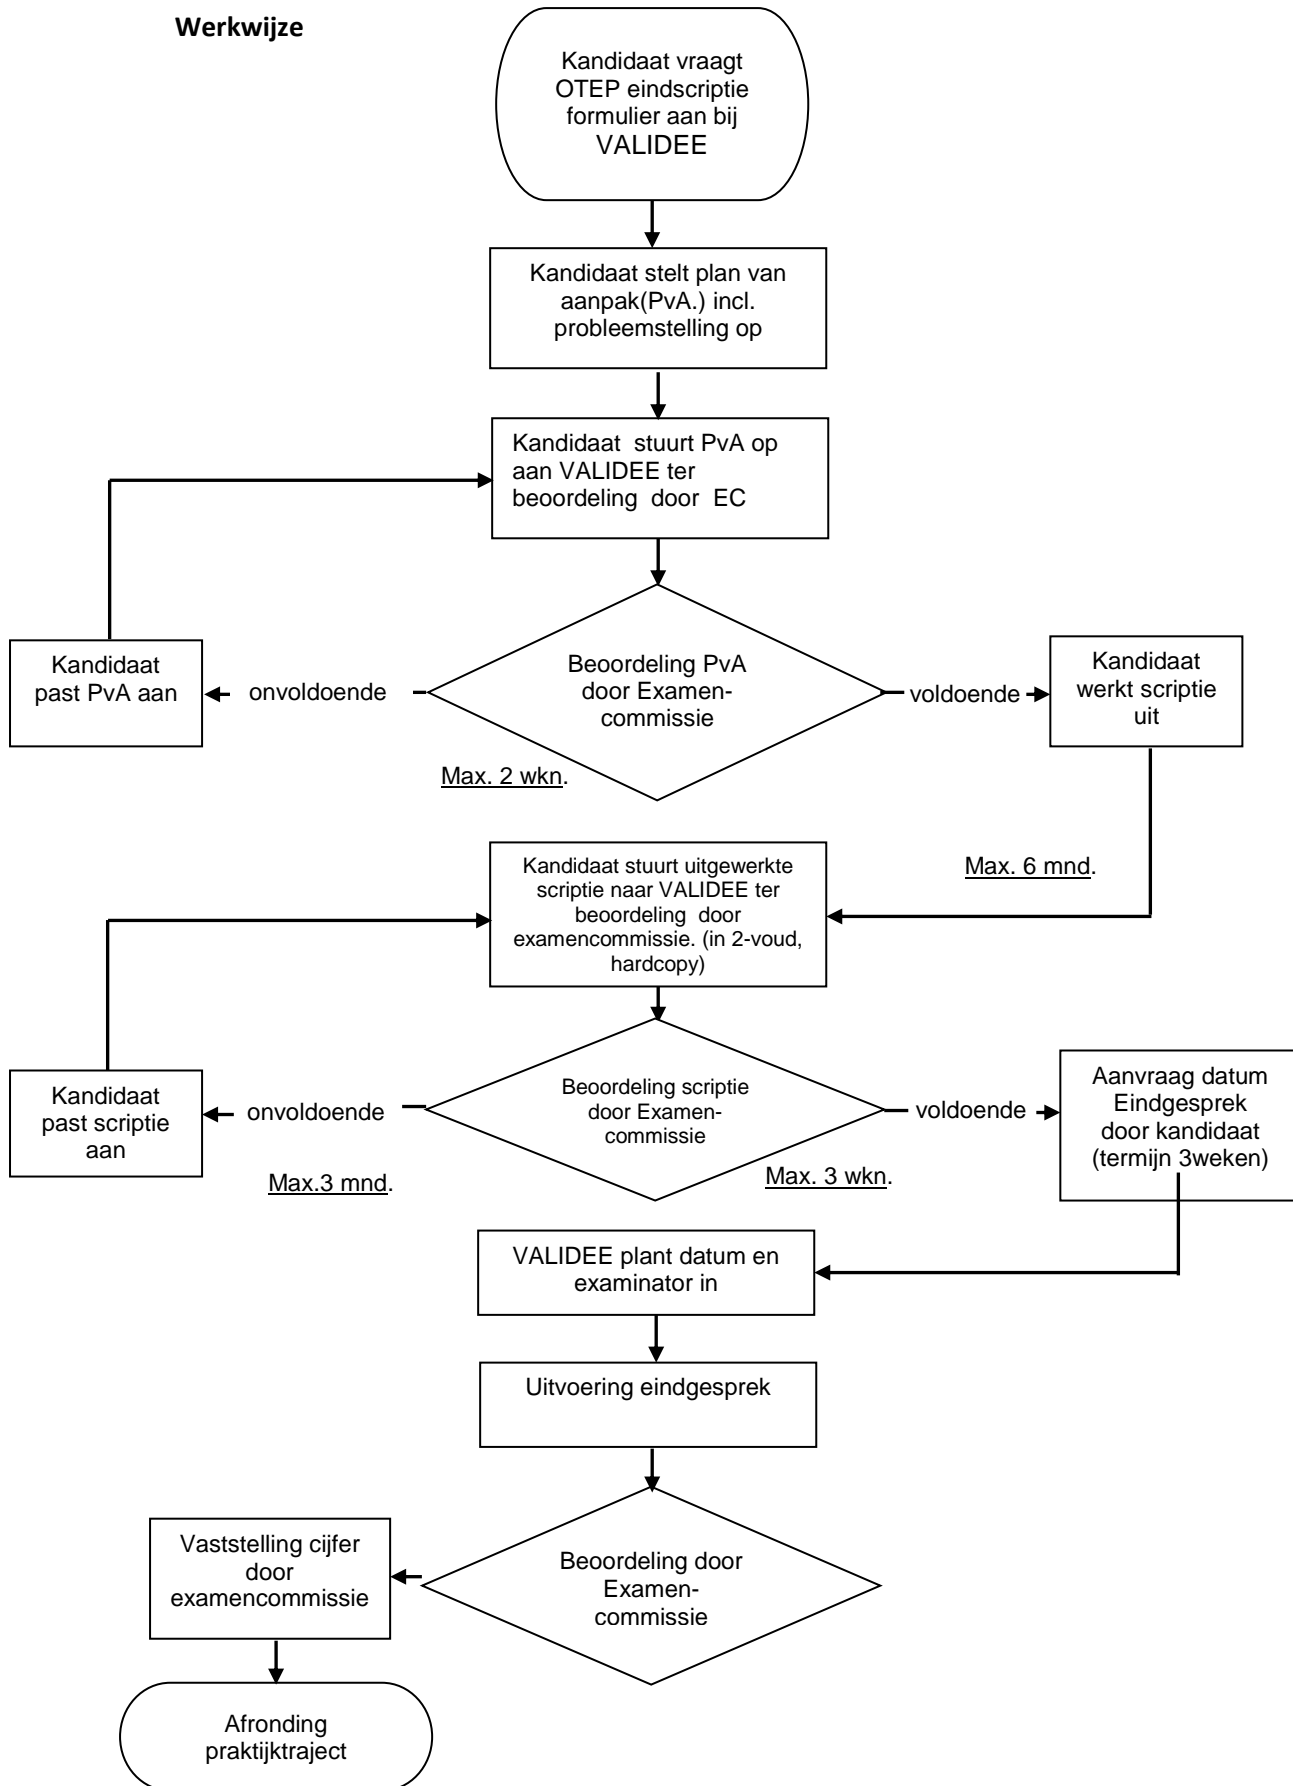 Werkwijze
Kandidaat vraagt
OTEP eindscriptie
formulier aan bij
VALIDEE
Kandidaat stelt plan van
aanpak(PvA.) incl.
probleemstelling op
Kandidaat stuurt PvA op
aan VALIDEE ter
beoordeling door EC
Kandidaat
past PvA aan
onvoldoende
Beoordeling PvA
door Examen-
commissie
voldoende
Kandidaat
werkt scriptie
uit
Max. 2 wkn.
Max. 6 mnd.
Kandidaat stuurt uitgewerkte
scriptie naar VALIDEE ter
beoordeling door
examencommissie. (in 2-voud,
hardcopy)
Kandidaat
past scriptie
aan
onvoldoende
Beoordeling scriptie
door Examen-
commissie
voldoende
Aanvraag datum
Eindgesprek
door kandidaat
(termijn 3weken)
Max.3 mnd.
Max. 3 wkn.
VALIDEE plant datum en
examinator in
Uitvoering eindgesprek
Beoordeling door
Examen-
commissie
Vaststelling cijfer
door
examencommissie
Afronding
praktijktraject